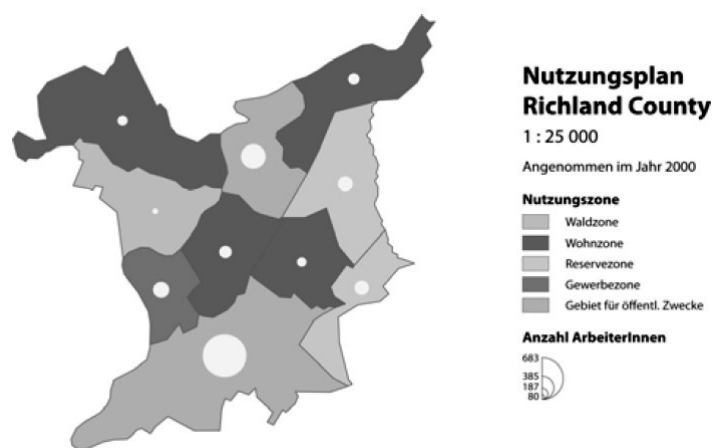 Nutzungsplan
Richland County
1 : 25 000
Angenommen im Jahr 2000
Nutzungszone
Waldzone
Wohnzone
Reservezone
Gewerbezone
Gebiet für öffentl. Zwecke
Anzahl ArbeiterInnen
683
385
187
80